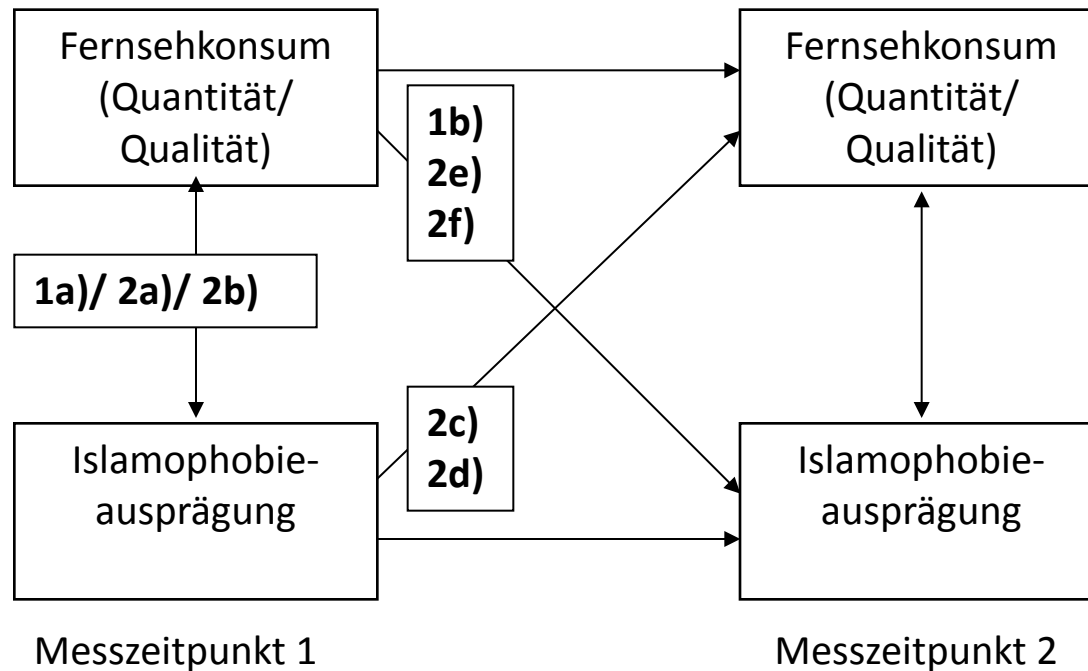 Fernsehkonsum
(Quantität/
Qualität)
Fernsehkonsum
(Quantität/
Qualität)
1b)
2e)
2f)
1a)/ 2a)/ 2b)
2c)
2d)
Islamophobie-
ausprägung
Islamophobie-
ausprägung
Messzeitpunkt 1
Messzeitpunkt 2